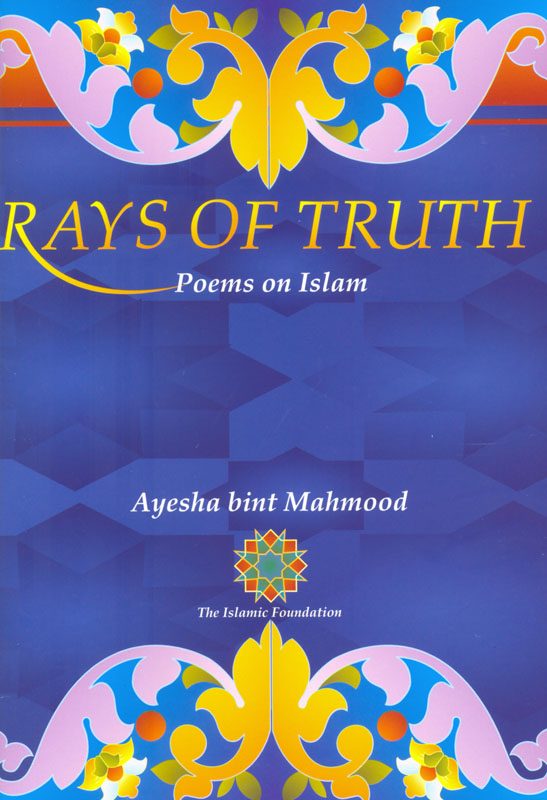 RAYS OF TRUTH
Poems on Islam
Ayesha bint Mahmood
The Islamic Foundation